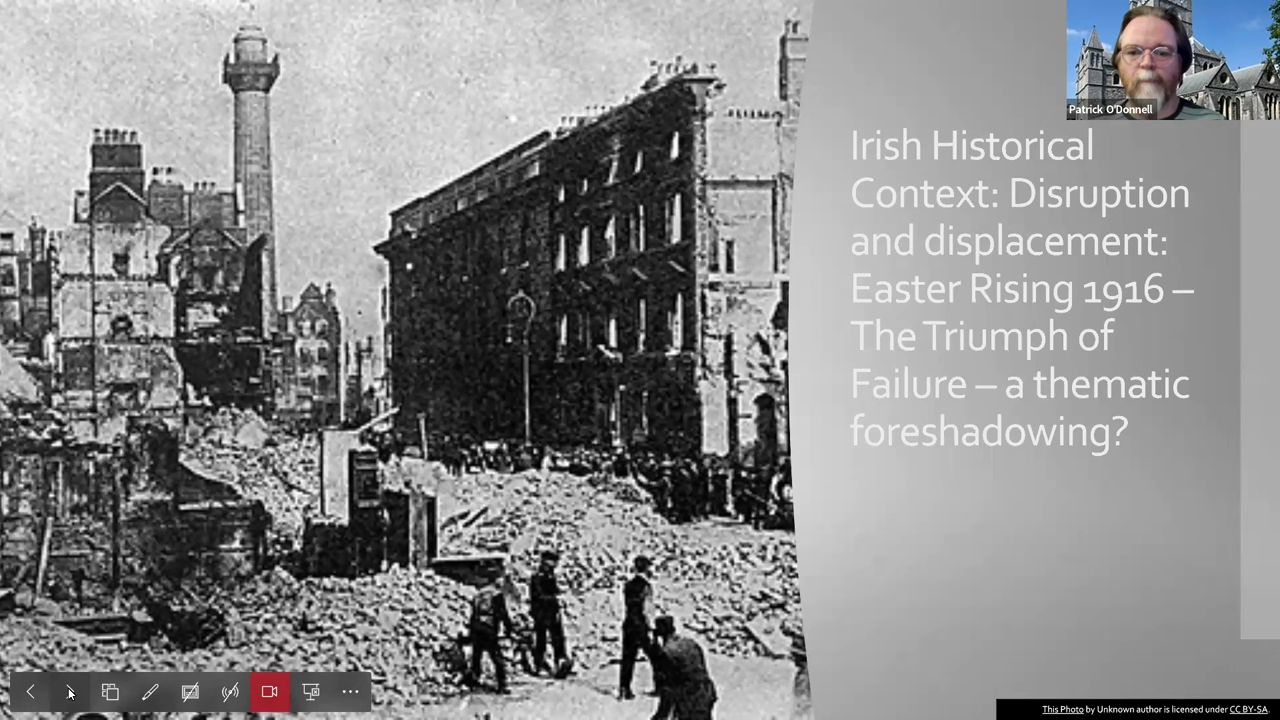 Patrick O'Donnell
Irish Historical
Context: Disruption
and displacement:
Easter Rising 1916 –
The Triumph of
Failure – a thematic
foreshadowing?
This Photo by Unknown author is licensed under CC BY-SA.